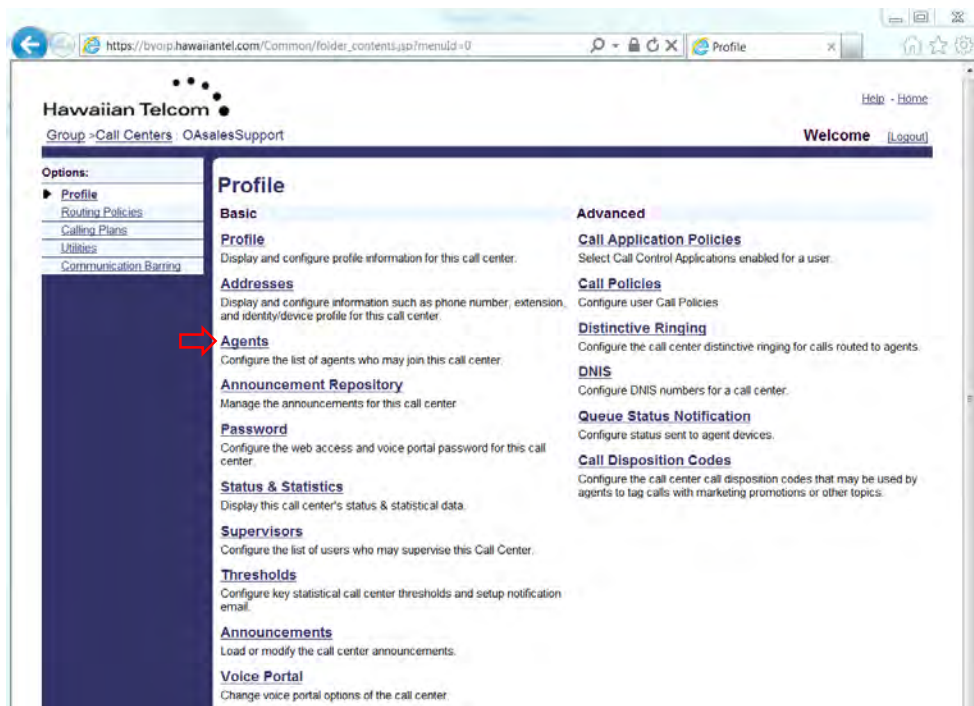 https://bvoip.hawaiiantel.com/Common/folder_contents.jsp?menuId=0
Profile
Hawaiian Telcom
Help - Home
Group >Call Centers : OAsalesSupport
Welcome [Logout]
Options:
Profile
Routing Policies
Calling Plans
Utilities
Communication Barring
Profile
Basic
Profile
Display and configure profile information for this call center.
Addresses
Display and configure information such as phone number, extension,
and identity/device profile for this call center.
Agents
Configure the list of agents who may join this call center.
Announcement Repository
Manage the announcements for this call center
Password
Configure the web access and voice portal password for this call
center.
Status & Statistics
Display this call center's status & statistical data.
Supervisors
Configure the list of users who may supervise this Call Center.
Thresholds
Configure key statistical call center thresholds and setup notification
email.
Announcements
Load or modify the call center announcements.
Voice Portal
Change voice portal options of the call center
Advanced
Call Application Policies
Select Call Control Applications enabled for a user.
Call Policies
Configure user Call Policies
Distinctive Ringing
Configure the call center distinctive ringing for calls routed to agents.
DNIS
Configure DNIS numbers for a call center.
Queue Status Notification
Configure status sent to agent devices.
Call Disposition Codes
Configure the call center call disposition codes that may be used by
agents to tag calls with marketing promotions or other topics.